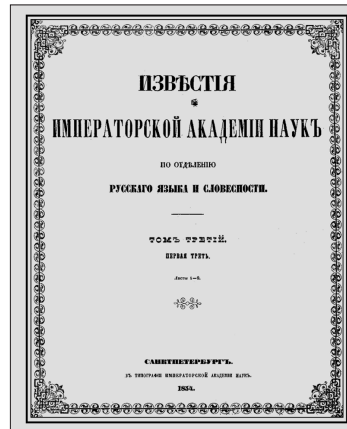 ИЗВѢСТІЯ
ИМПЕРАТОРСКОЙ АКАДЕМІИ НАУКЪ
ПО ОТДѢЛЕНІЮ
РУССКАГО ЯЗЫКА И СЛОВЕСНОСТИ.
ТОМЪ ТРЕТІЙ.
ПЕРВАЯ ТРЕТЬ.
Листы 1—8.
САНКТПЕТЕРБУРГЪ.
ВЪ ТИПОГРАФІИ ИМПЕРАТОРСКОЙ АКАДЕМІИ НАУКЪ.
1854.